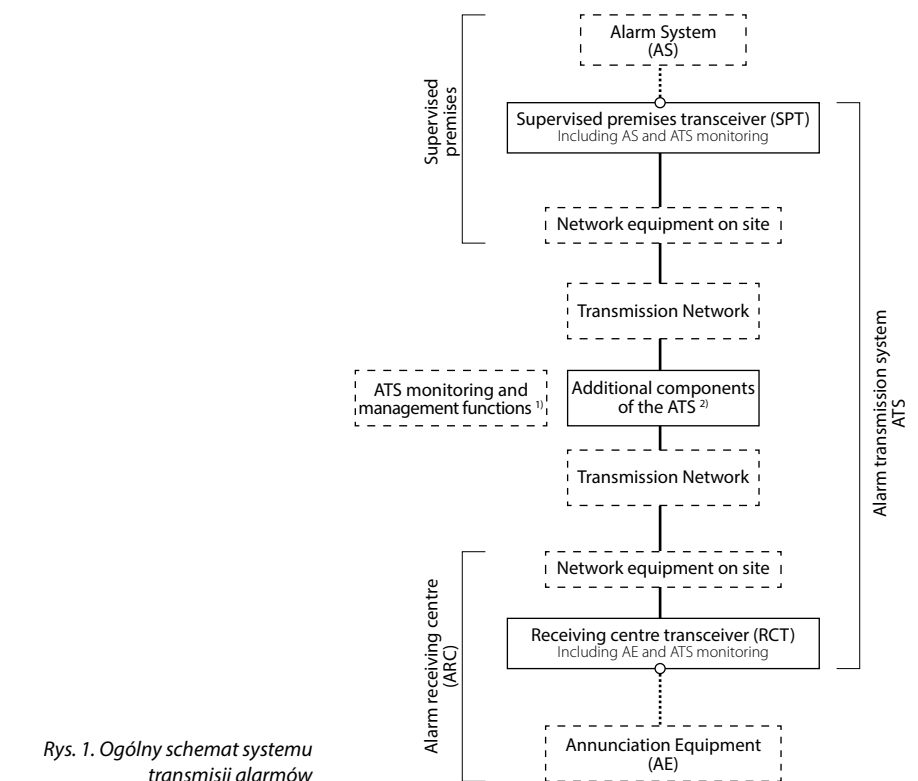 Alarm System
(AS)
Supervised premises transceiver (SPT)
Including AS and ATS monitoring
Supervised
premises
Network equipment on site
Transmission Network
ATS monitoring and
management functions 1)
Additional components
of the ATS 2)
Alarm transmission system
ATS
Transmission Network
Network equipment on site
Receiving centre transceiver (RCT)
Including AE and ATS monitoring
Alarm receiving centre
(ARC)
Annunciation Equipment
(AE)
Rys. 1. Ogólny schemat systemu
transmisji alarmów